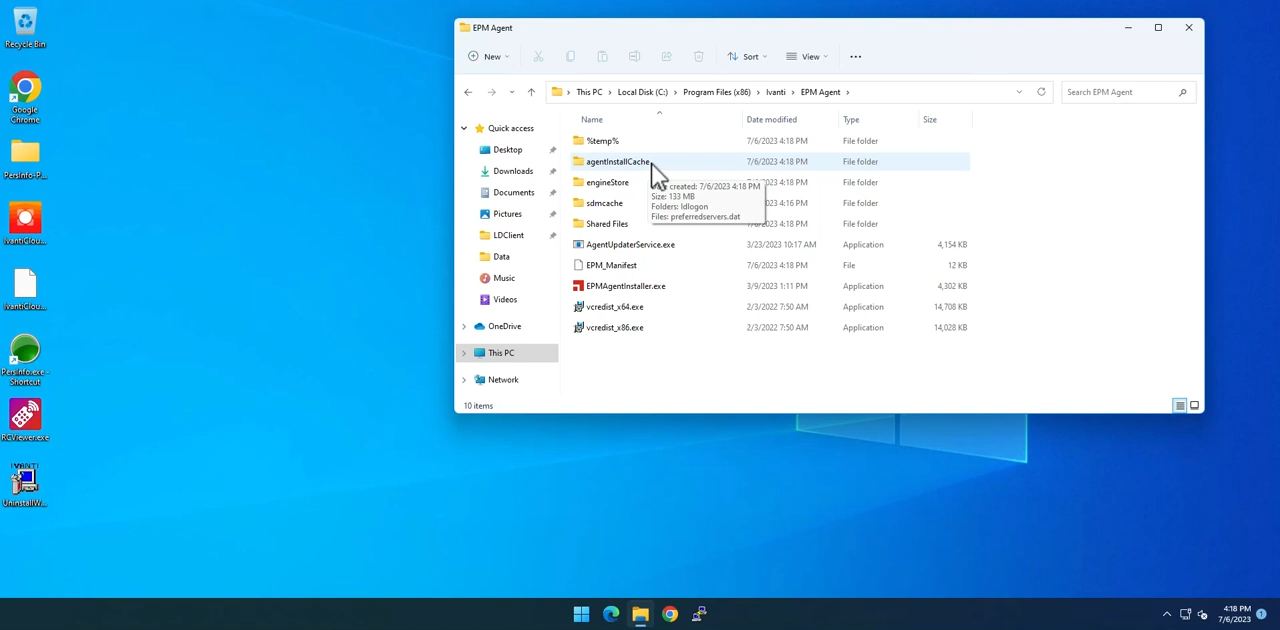 Recycle Bin
Google
Chrome
PersInfo-P...
IvantiClou...
IvantiClou...
PersInfo.exe -
Shortcut
RCViewer.exe
IVANTI
UninstallW...
EPM Agent
New
Sort
View
This PC > Local Disk (C:) > Program Files (x86) > Ivanti > EPM Agent >
Search EPM Agent
Quick access
Desktop
Downloads
Documents
Pictures
LDClient
Data
Music
Videos
OneDrive
This PC
Network
Name Date modified Type Size
%temp% 7/6/2023 4:18 PM File folder
agentInstallCache 7/6/2023 4:18 PM File folder
engineStore 4:18 PM File folder
sdmcache 7/6/2023 4:16 PM File folder
Shared Files 4:18 PM File folder
AgentUpdaterService.exe 3/23/2023 10:17 AM Application 4,154 KB
EPM_Manifest 7/6/2023 4:18 PM File 12 KB
EPMAgentInstaller.exe 3/9/2023 1:11 PM Application 4,302 KB
vcredist_x64.exe 2/3/2022 7:50 AM Application 14,708 KB
vcredist_x86.exe 2/3/2022 7:50 AM Application 14,028 KB
created: 7/6/2023 4:18 PM
Size: 133 MB
Folders: ldlogon
Files: preferredservers.dat
10 items
4:18 PM
7/6/2023
1